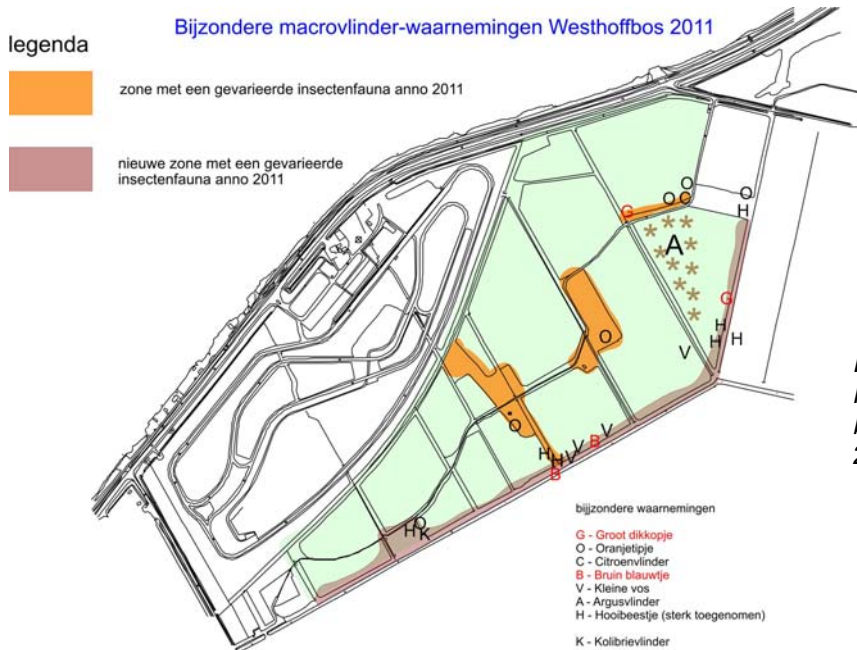 Bijzondere macrovlinder-waarnemingen Westhoffbos 2011
legenda
zone met een gevarieerde insectenfauna anno 2011
nieuwe zone met een gevarieerde
insectenfauna anno 2011
O
O O
O
G
H
A
G
H
H H
V
O
O
V
B
V
H
H V
B
O
H K
bijjzondere waarnemingen
G - Groot dikkopje
O - Oranjetipje
C - Citroenvlinder
B - Bruin blauwtje
V - Kleine vos
A - Argusvlinder
H - Hooibeestje (sterk toegenomen)
K - Kolibrievlinder